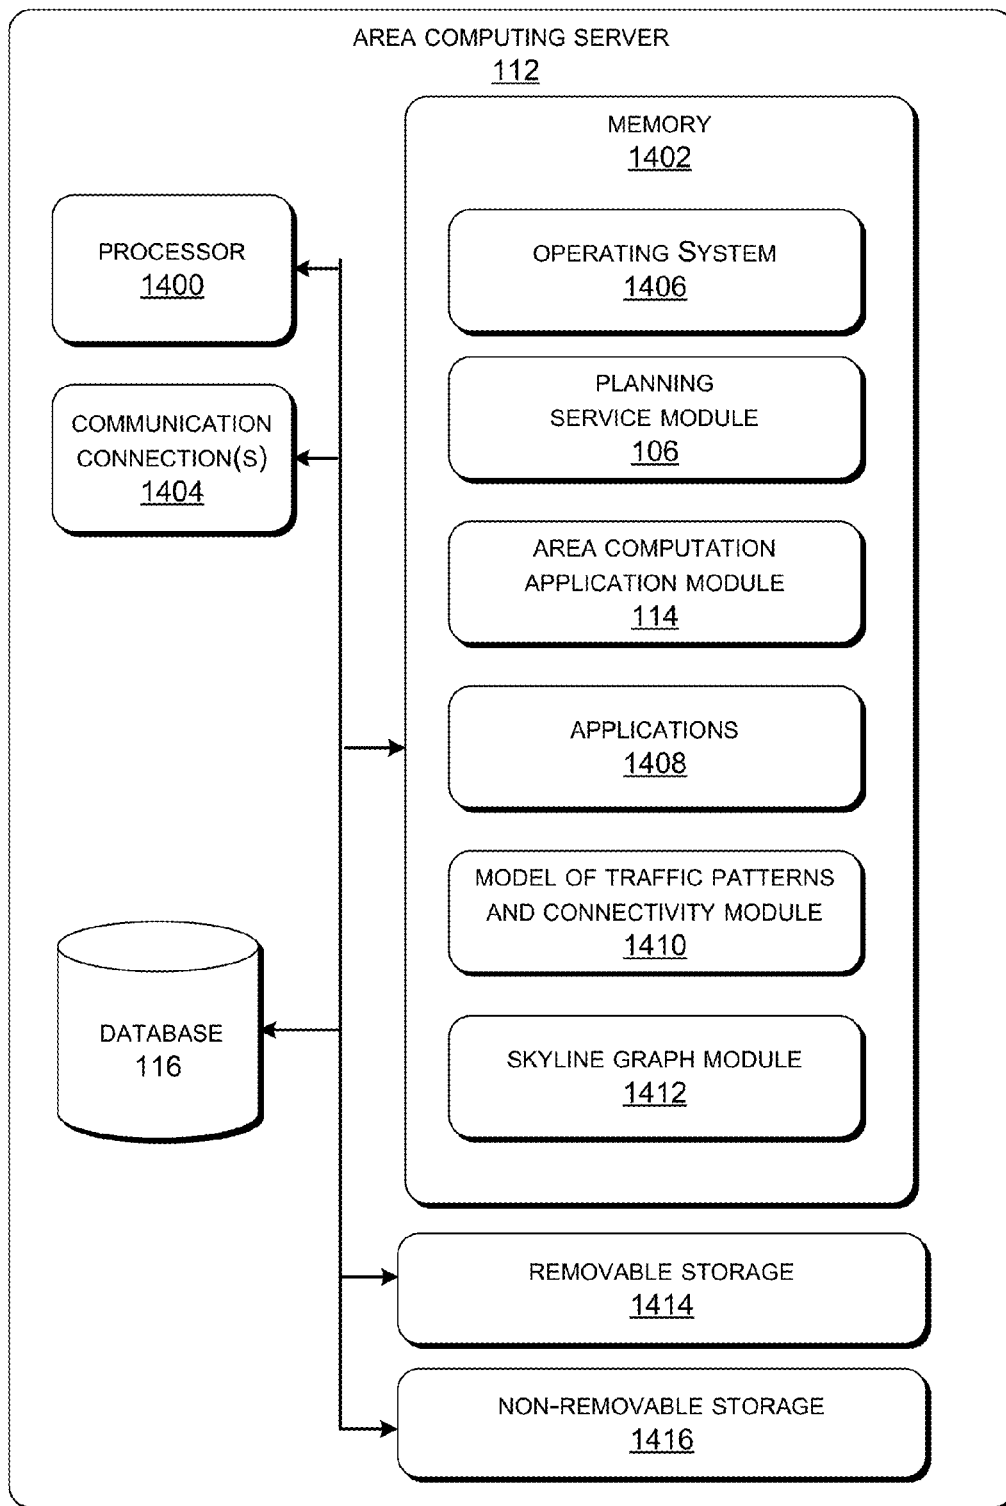 AREA COMPUTING SERVER
112
MEMORY
1402
PROCESSOR
1400
COMMUNICATION
CONNECTION(S)
1404
OPERATING SYSTEM
1406
PLANNING
SERVICE MODULE
106
AREA COMPUTATION
APPLICATION MODULE
114
APPLICATIONS
1408
MODEL OF TRAFFIC PATTERNS
AND CONNECTIVITY MODULE
1410
SKYLINE GRAPH MODULE
1412
DATABASE
116
REMOVABLE STORAGE
1414
NON-REMOVABLE STORAGE
1416